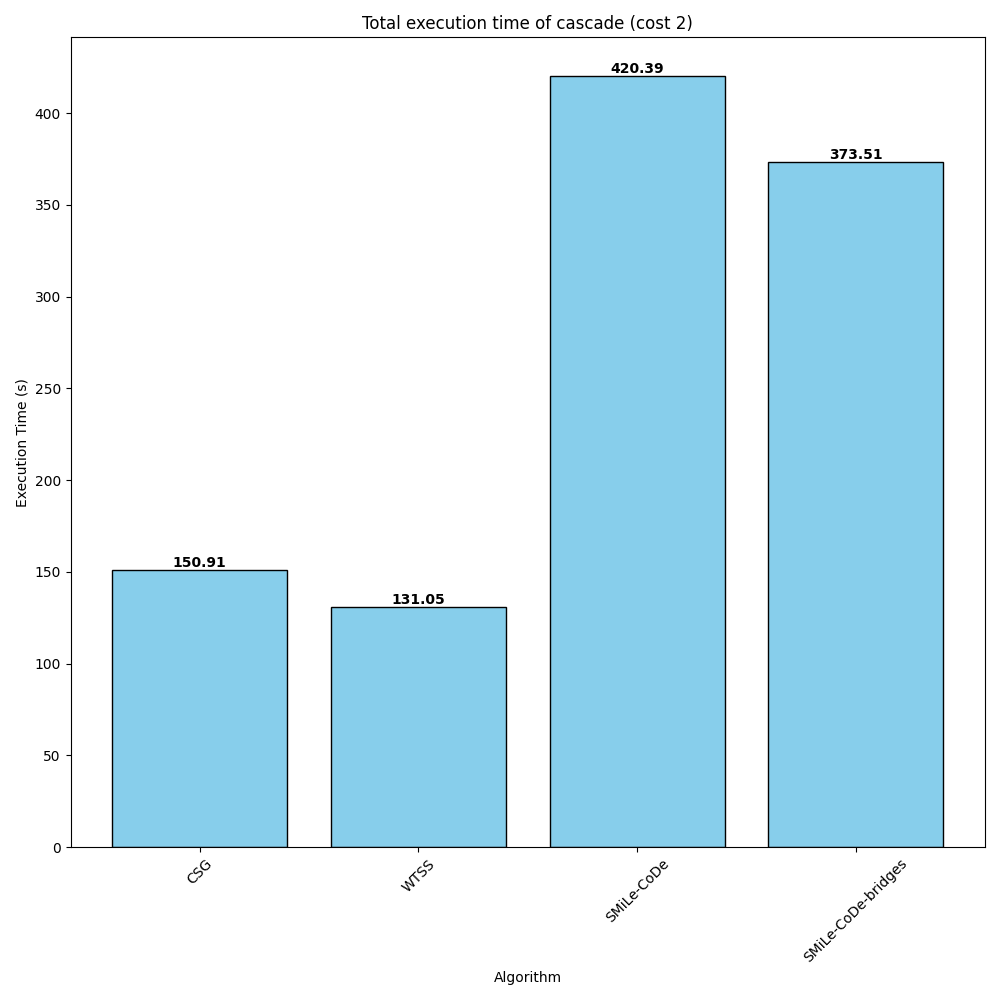 Total execution time of cascade (cost 2)
420.39
373.51
150.91
131.05
400
350
300
250
200
150
100
50
0
Execution Time (s)
CSG
WTSS
SMiLe-CoDe
SMiLe-CoDe-bridges
Algorithm